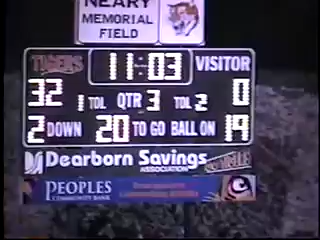 NEARY
MEMORIAL
FIELD
TIGERS 11:03 VISITOR
32 1 TOL QTR 3 TOL 2 0
2 DOWN 20 TO GO BALL ON 19
Dearborn Savings
ASSOCIATION
PEOPLES
COMMUNITY BANK